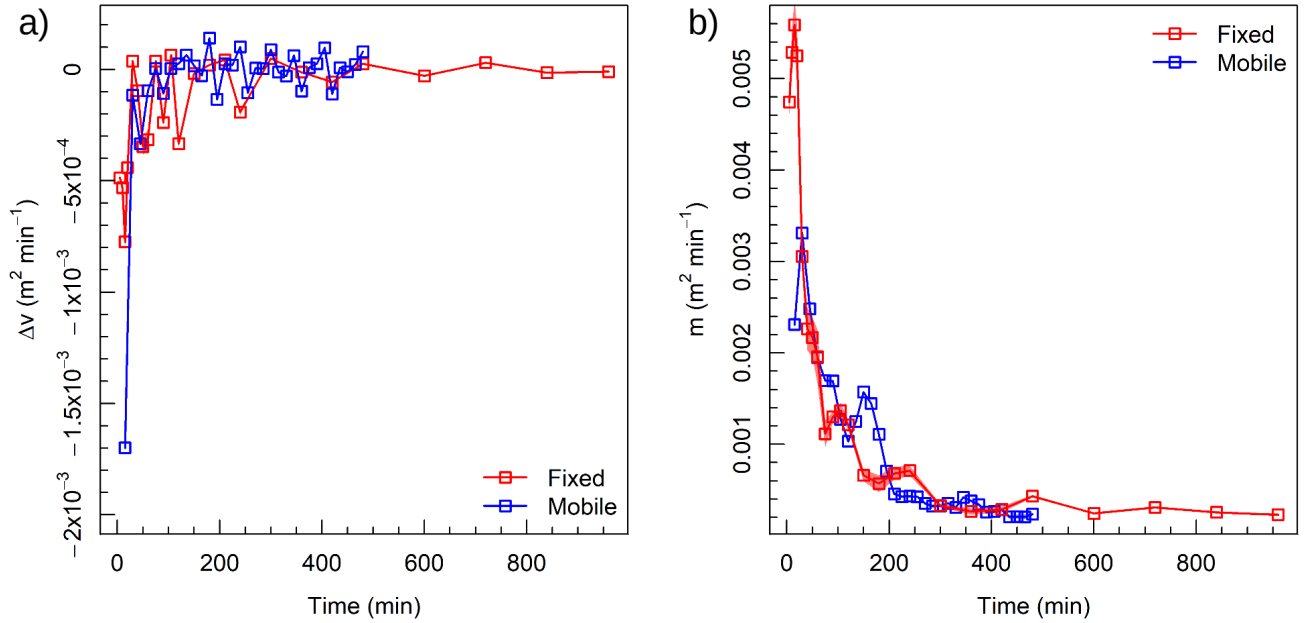 a)
0
−5x10⁻⁴
−1x10⁻³
−1.5x10⁻³
−2x10⁻³
Δv (m² min⁻¹)
Fixed
Mobile
0 200 400 600 800
Time (min)
b)
Fixed
Mobile
0.005
0.004
0.003
0.002
0.001
m (m² min⁻¹)
0 200 400 600 800
Time (min)